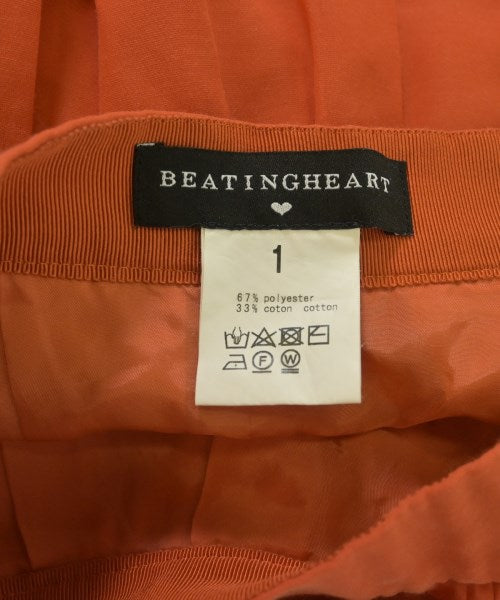 BEATINGHEART
1
67% polyester
33% coton cotton
F W